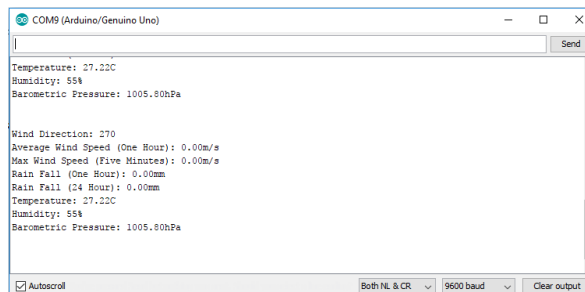 COM9 (Arduino/Genuino Uno)
Send
Temperature: 27.22C
Humidity: 55%
Barometric Pressure: 1005.80hPa
Wind Direction: 270
Average Wind Speed (One Hour): 0.00m/s
Max Wind Speed (Five Minutes): 0.00m/s
Rain Fall (One Hour): 0.00mm
Rain Fall (24 Hour): 0.00mm
Temperature: 27.22C
Humidity: 55%
Barometric Pressure: 1005.80hPa
Autoscroll Both NL & CR 9600 baud Clear output